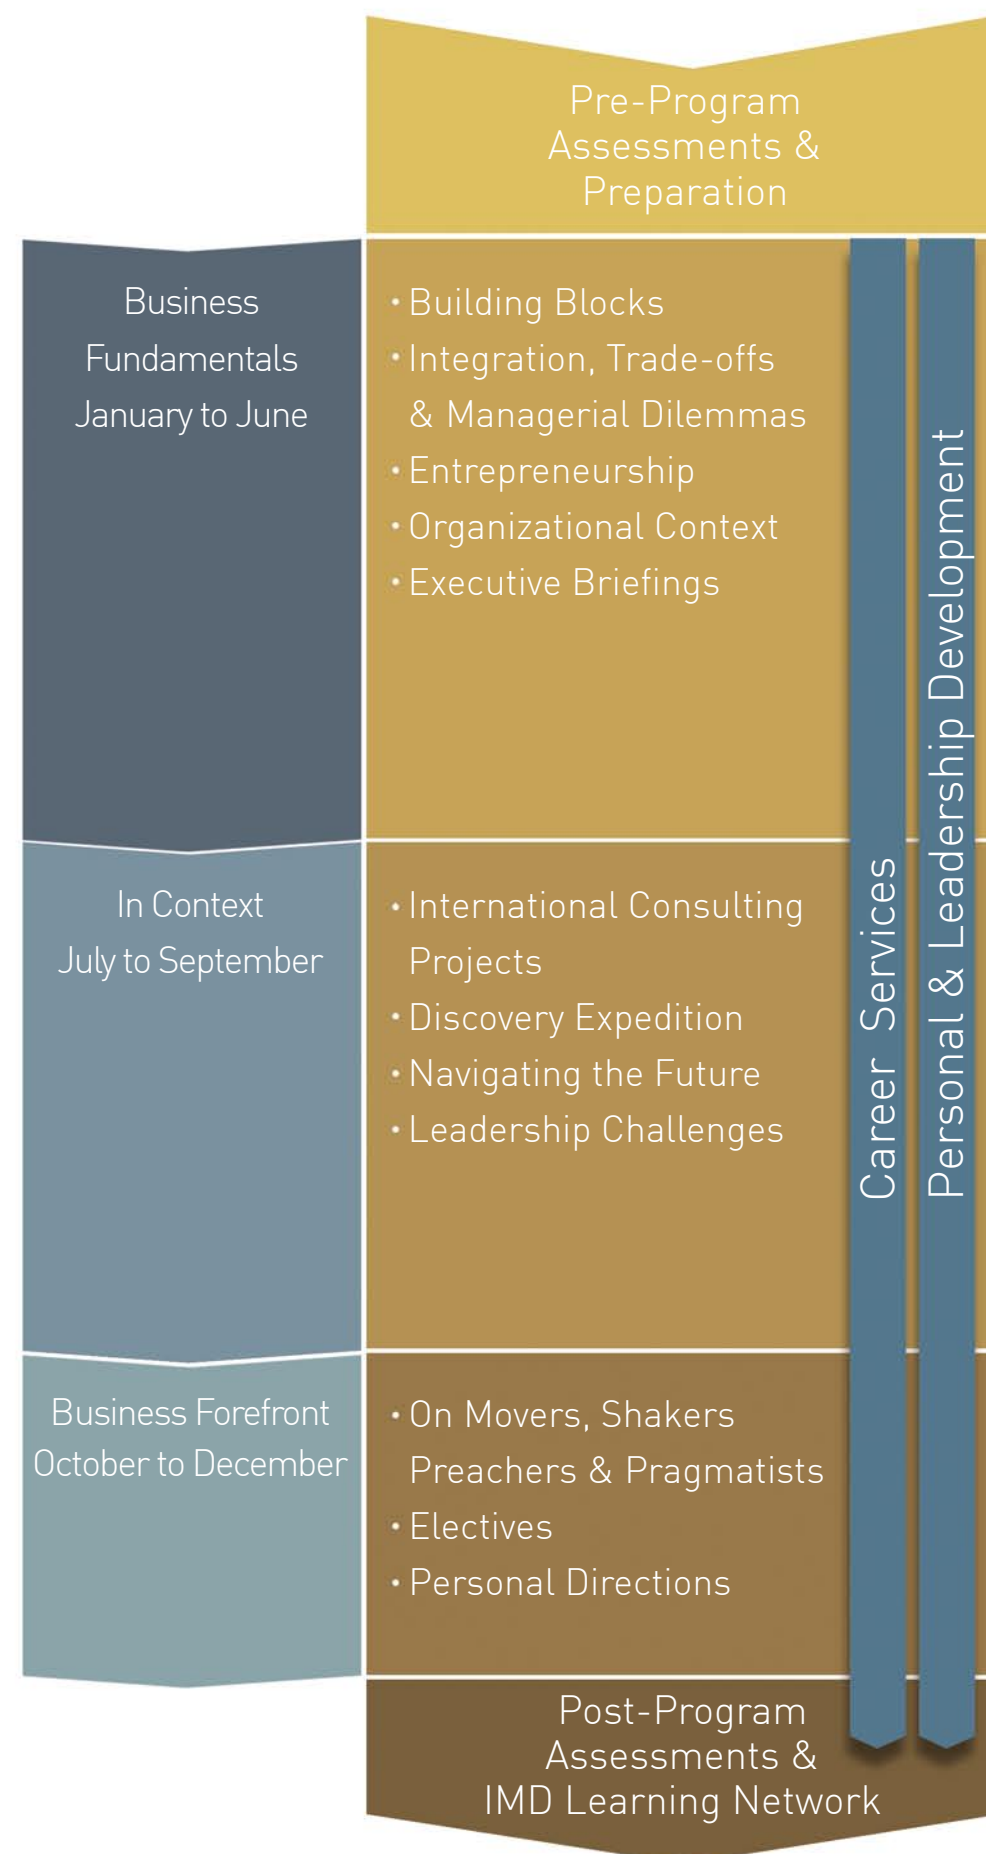 Pre-Program
Assessments &
Preparation
Business
Fundamentals
January to June
• Building Blocks
• Integration, Trade-offs
& Managerial Dilemmas
• Entrepreneurship
• Organizational Context
• Executive Briefings
In Context
July to September
• International Consulting
Projects
• Discovery Expedition
• Navigating the Future
• Leadership Challenges
Business Forefront
October to December
• On Movers, Shakers
Preachers & Pragmatists
• Electives
• Personal Directions
Career Services
Personal & Leadership Development
Post-Program
Assessments &
IMD Learning Network